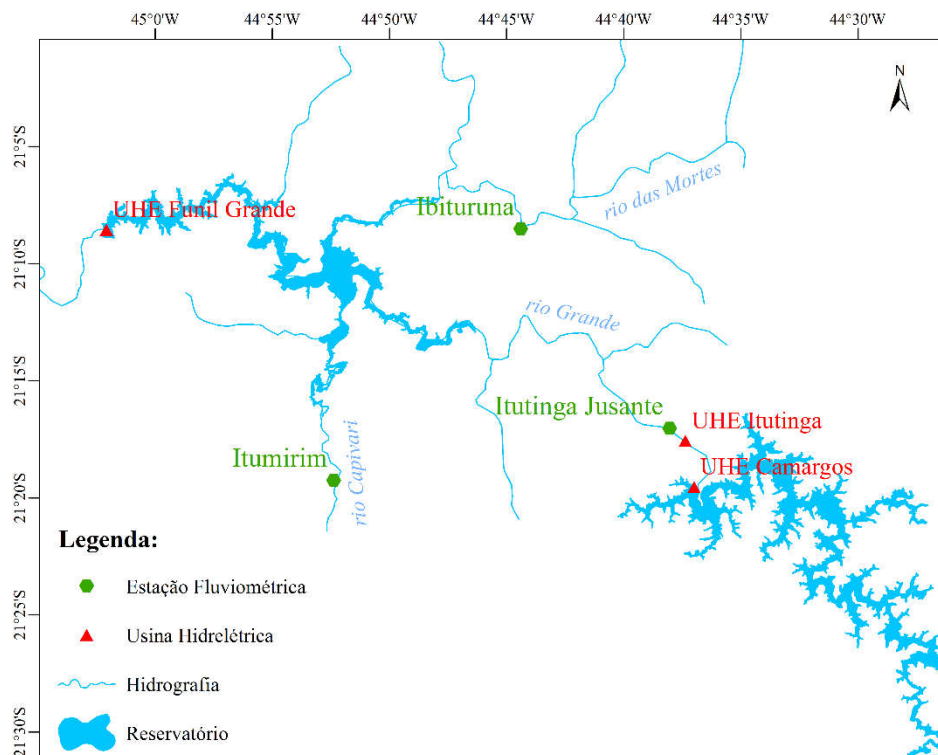 45°0'W 44°55'W 44°50'W 44°45'W 44°40'W 44°35'W 44°30'W
N
21°5'S
rio das Mortes
UHE Funil Grande
Ibituruna
21°10'S
rio Grande
21°15'S
Itutinga Jusante
UHE Itutinga
Itumirim
rio Capivari
UHE Camargos
21°20'S
Legenda:
Estação Fluviométrica
21°25'S
Usina Hidrelétrica
Hidrografia
Reservatório
21°30'S